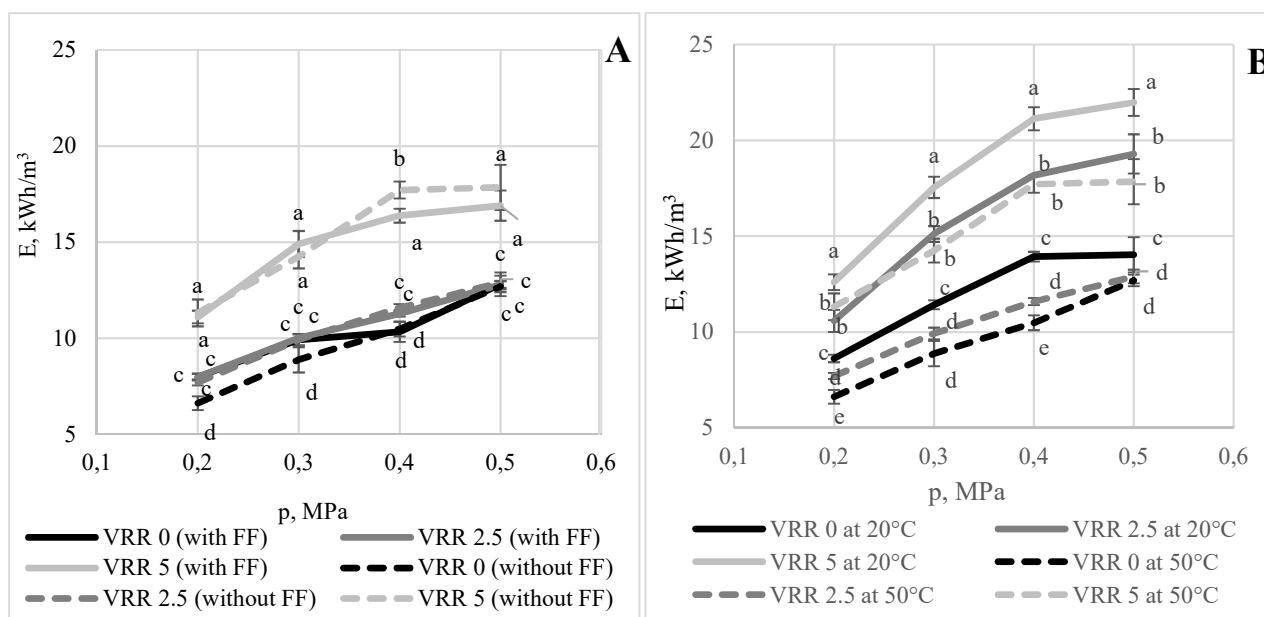 A
25
20
15
10
5
E, kWh/m³
a
a
b
a
a
a
a
a
c
c
c
c
c
c
c
c
c
c
c
d
d
d
d
0,1
0,2
0,3
0,4
0,5
0,6
p, MPa
VRR 0 (with FF)
VRR 2.5 (with FF)
VRR 5 (with FF)
VRR 0 (without FF)
VRR 2.5 (without FF)
VRR 5 (without FF)
B
25
20
15
10
5
E, kWh/m³
a
a
a
a
b
b
b
b
b
b
b
b
c
c
c
c
d
d
d
d
d
d
e
e
0,1
0,2
0,3
0,4
0,5
0,6
p, MPa
VRR 0 at 20°C
VRR 2.5 at 20°C
VRR 5 at 20°C
VRR 0 at 50°C
VRR 2.5 at 50°C
VRR 5 at 50°C